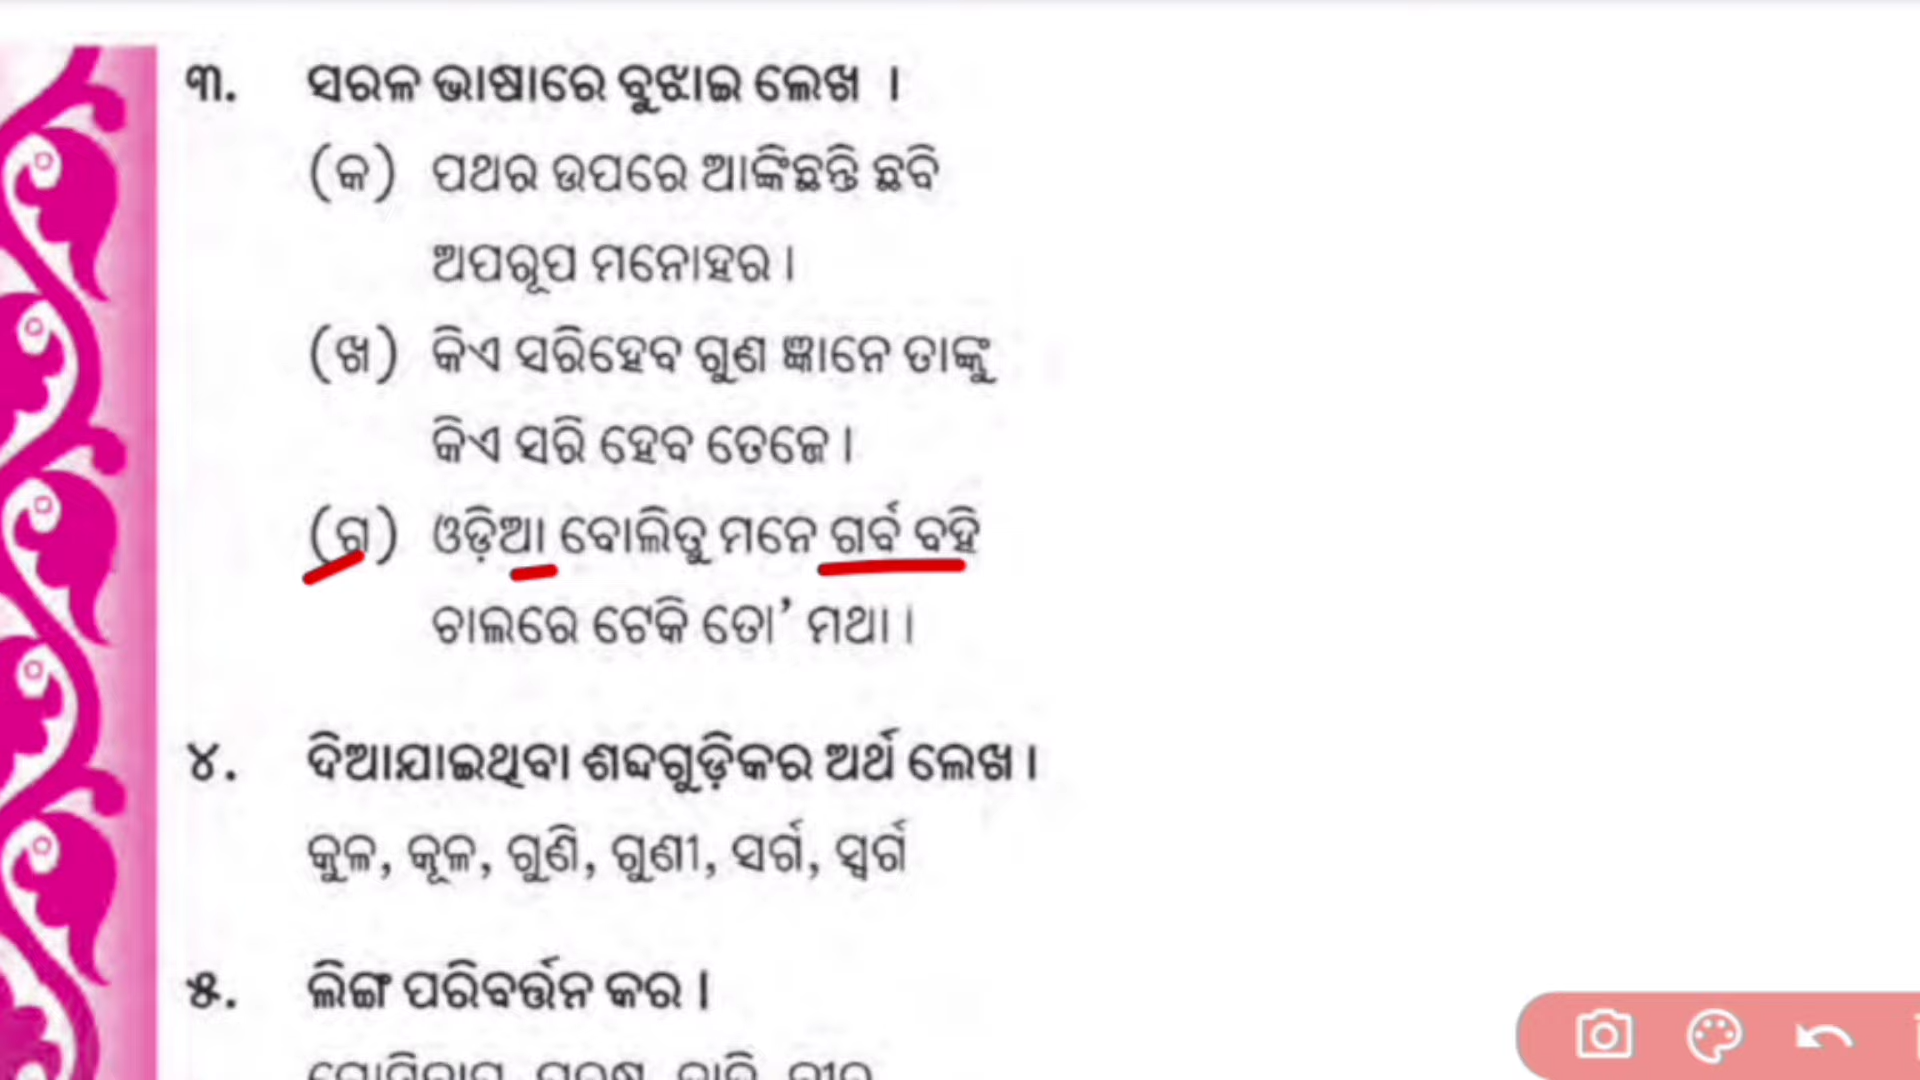 ୩. ସରଳ ଭାଷାରେ ବୁଝାଇ ଲେଖ ।
(କ) ପଥର ଉପରେ ଆଙ୍କିଛନ୍ତି ଛବି
ଅପରୂପ ମନୋହର ।
(ଖ) କିଏ ସରିହେବ ଗୁଣ ଜ୍ଞାନେ ତାଙ୍କୁ
କିଏ ସରି ହେବ ତେଜେ ।
(ଗ) ଓଡ଼ିଆ ବୋଲିତୁ ମନେ ଗର୍ବ ବହି
ଚାଲରେ ଟେକି ତୋ’ ମଥା ।
୪. ଦିଆଯାଇଥିବା ଶବ୍ଦଗୁଡ଼ିକର ଅର୍ଥ ଲେଖ ।
କୁଳ, କୂଳ, ଗୁଣି, ଗୁଣୀ, ସର୍ଗ, ସ୍ୱର୍ଗ
୫. ଲିଙ୍ଗ ପରିବର୍ତ୍ତନ କର ।